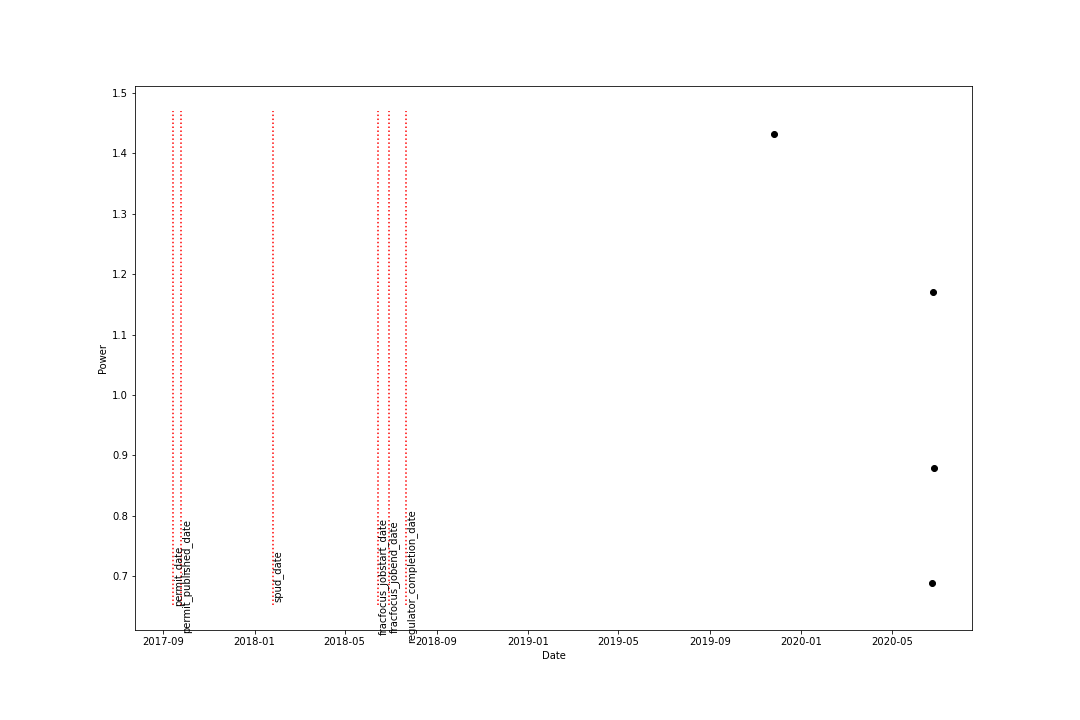 1.5
1.4
1.3
1.2
1.1
1.0
0.9
0.8
0.7
Power
permit_date
permit_published_date
spud_date
fracfocus_jobstart_date
fracfocus_jobend_date
regulator_completion_date
2017-09
2018-01
2018-05
2018-09
2019-01
2019-05
2019-09
2020-01
2020-05
Date